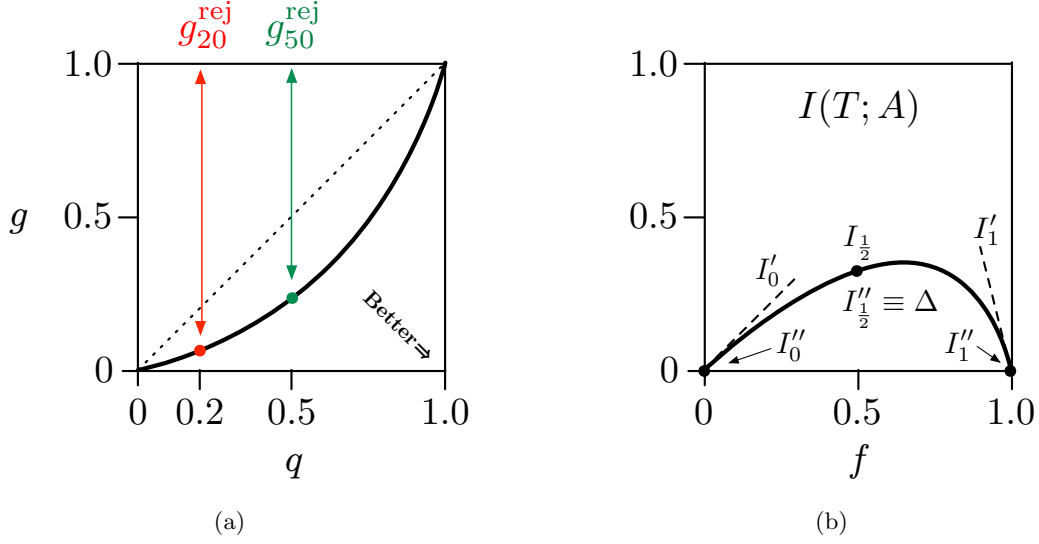 g_{20}^{rej} g_{50}^{rej}
1.0
g
0.5
0
0 0.2 0.5 1.0
q
Better⇒
(a)
1.0
I(T; A)
0.5
I'_0
I_{\frac{1}{2}}
I'_1
I''_{\frac{1}{2}} ≡ Δ
I''_0
I''_1
0
0 0.5 1.0
f
(b)